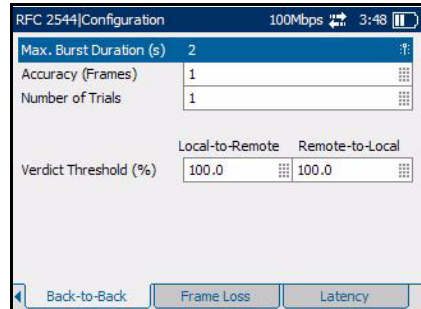 RFC 2544|Configuration 100Mbps 3:48
Max. Burst Duration (s) 2
Accuracy (Frames) 1
Number of Trials 1
Local-to-Remote Remote-to-Local
Verdict Threshold (%) 100.0 100.0
Back-to-Back Frame Loss Latency